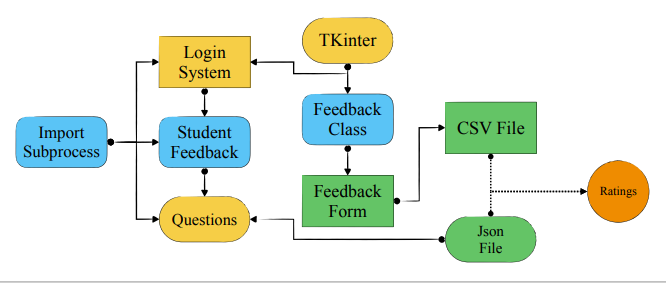 TKinter
Login
System
Feedback
Class
CSV File
Import
Subprocess
Student
Feedback
Feedback
Form
Ratings
Questions
Json
File